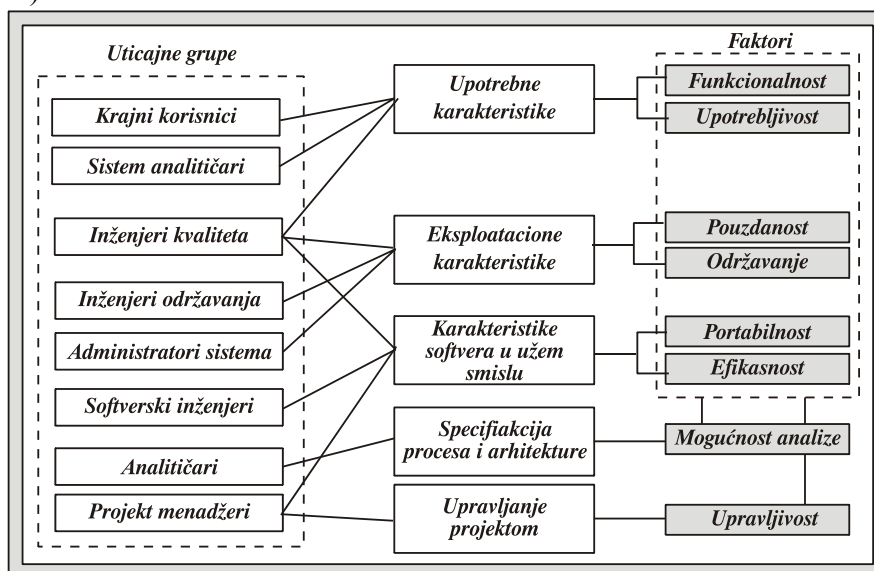 Uticajne grupe
Krajni korisnici
Sistem analitičari
Inženjeri kvaliteta
Inženjeri održavanja
Administratori sistema
Softverski inženjeri
Analitičari
Projekt menadžeri
Upotrebne
karakteristike
Eksploatacione
karakteristike
Karakteristike
softvera u užem
smislu
Specifiakcija
procesa i arhitekture
Upravljanje
projektom
Faktori
Funkcionalnost
Upotrebljivost
Pouzdanost
Održavanje
Portabilnost
Efikasnost
Mogućnost analize
Upravljivost